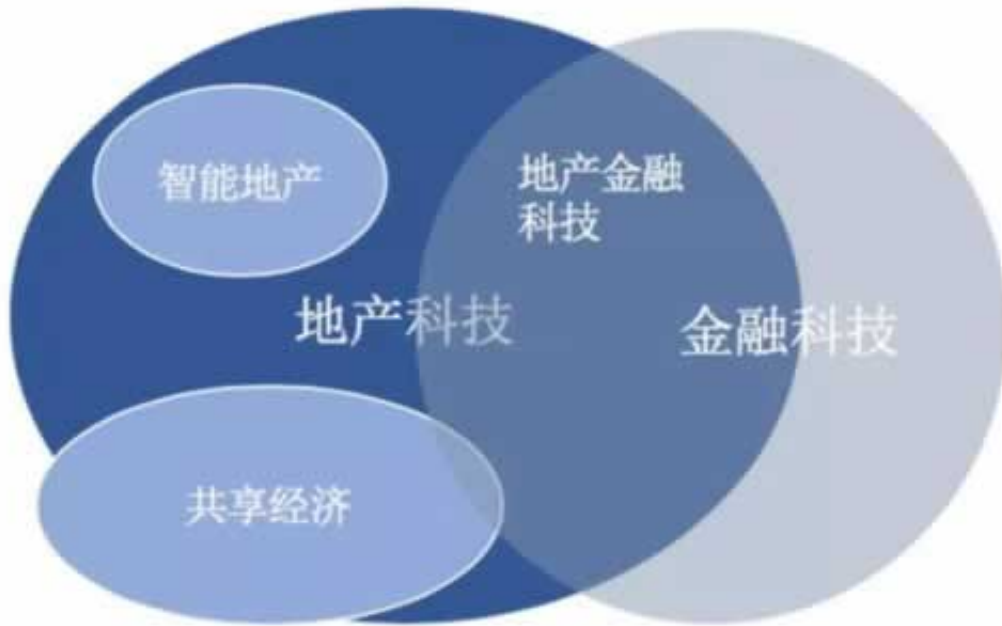 智能地产
地产金融
科技
地产科技
金融科技
共享经济